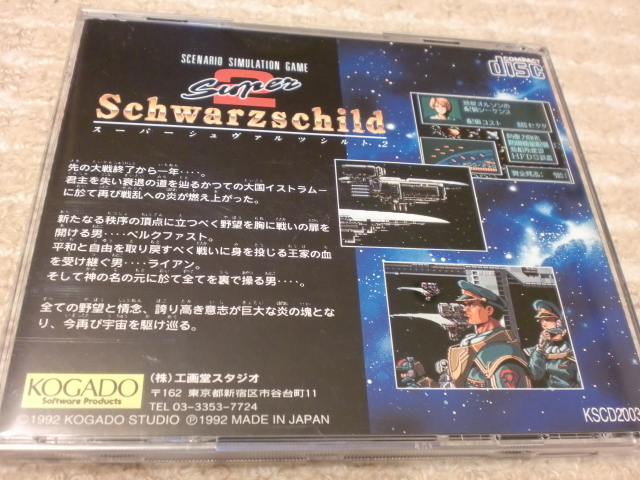 SCENARIO SIMULATION GAME
Super 2
Schwarzschild
スーパーシュヴァルツシルト2
COMPACT
disc
先の大戦終了から一年‥‥。
君主を失い衰退の道を辿るかつての大国イストラムー
に於て再び戦乱への炎が燃え上がった。
新たなる秩序の頂点に立つべく野望を胸に戦いの扉を
開ける男‥‥ベルクファスト。
平和と自由を取り戻すべく戦いに身を投じる王家の血
を受け継ぐ男‥‥ライアン。
そして神の名の元に於て全てを裏で操る男‥‥。
全ての野望と情念、誇り高き意志が巨大な炎の塊とな
り、今再び宇宙を駆け巡る。
配備コスト
KOGADO
Software Products
(株)工画堂スタジオ
〒162 東京都新宿区市谷台町11
TEL 03-3353-7724
©1992 KOGADO STUDIO ℗1992 MADE IN JAPAN
KSCD2003